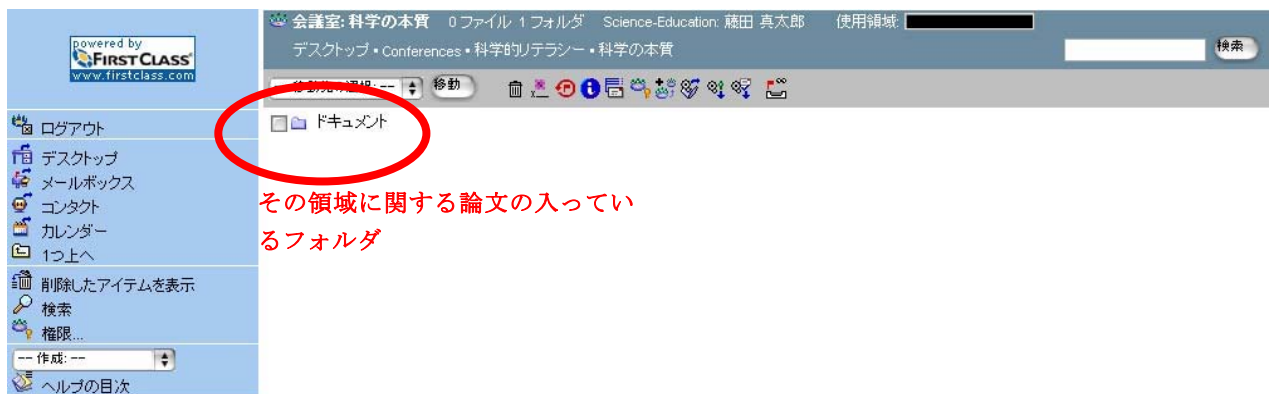 powered by
FIRSTCLASS
www.firstclass.com
会議室: 科学の本質 0 ファイル 1 フォルダ Science-Education: 藤田 真太郎 使用領域:
デスクトップ • Conferences • 科学的リテラシー • 科学の本質
検索
移動
ログアウト
デスクトップ
メールボックス
コンタクト
カレンダー
1つ上へ
削除したアイテムを表示
検索
権限...
-- 作成: --
ヘルプの目次
ドキュメント
その領域に関する論文の入ってい
るフォルダ